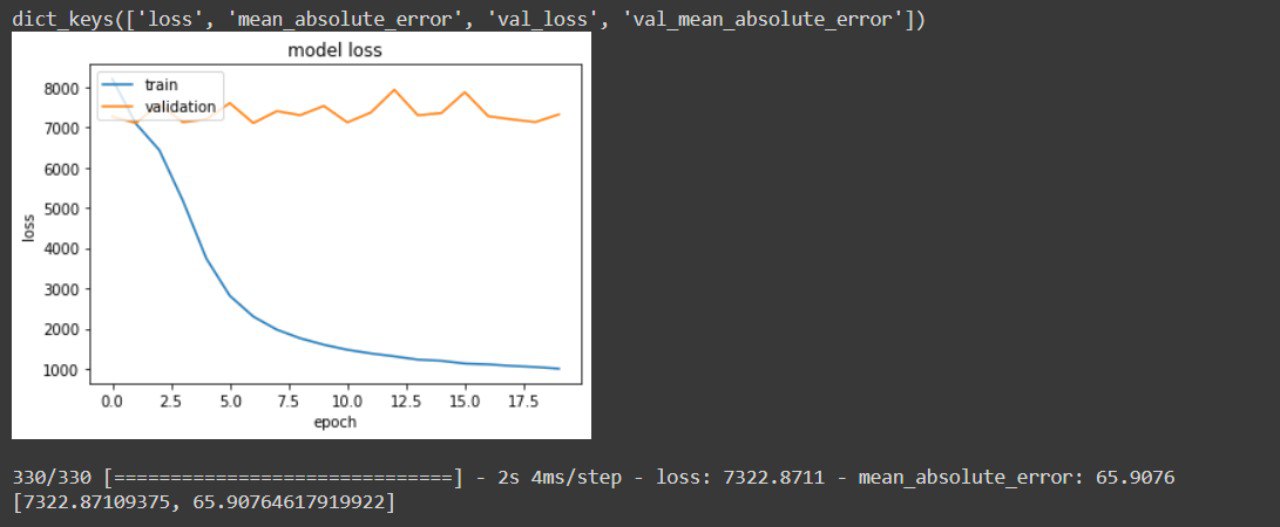 dict_keys(['loss', 'mean_absolute_error', 'val_loss', 'val_mean_absolute_error'])
model loss
train
validation
8000
7000
6000
5000
4000
3000
2000
1000
loss
0.0 2.5 5.0 7.5 10.0 12.5 15.0 17.5
epoch
330/330 [==============================] - 2s 4ms/step - loss: 7322.8711 - mean_absolute_error: 65.9076
[7322.87109375, 65.90764617919922]